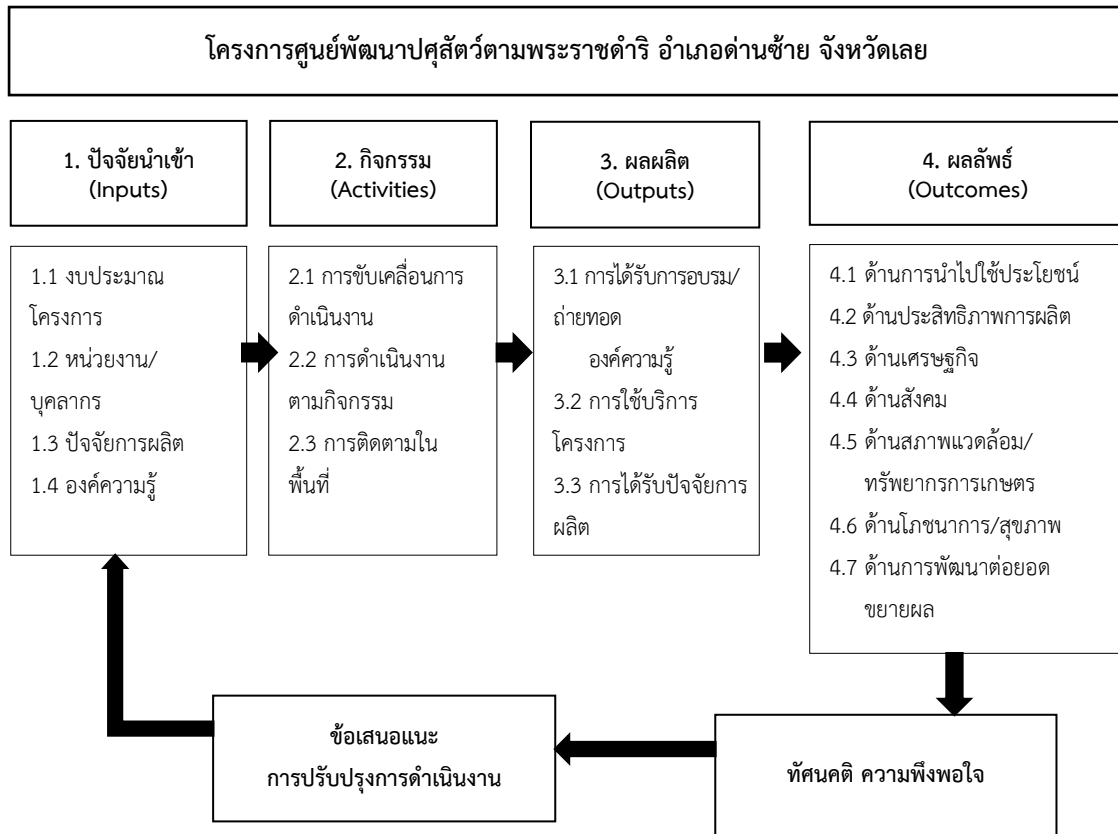 โครงการศูนย์พัฒนาปศุสัตว์ตามพระราชดำริ อำเภอด่านซ้าย จังหวัดเลย
1. ปัจจัยนำเข้า
(Inputs)
2. กิจกรรม
(Activities)
3. ผลผลิต
(Outputs)
4. ผลลัพธ์
(Outcomes)
1.1 งบประมาณ
โครงการ
1.2 หน่วยงาน/
บุคลากร
1.3 ปัจจัยการผลิต
1.4 องค์ความรู้
2.1 การขับเคลื่อนการ
ดำเนินงาน
2.2 การดำเนินงาน
ตามกิจกรรม
2.3 การติดตามใน
พื้นที่
3.1 การได้รับการอบรม/
ถ่ายทอด
องค์ความรู้
3.2 การใช้บริการ
โครงการ
3.3 การได้รับปัจจัยการ
ผลิต
4.1 ด้านการนำไปใช้ประโยชน์
4.2 ด้านประสิทธิภาพการผลิต
4.3 ด้านเศรษฐกิจ
4.4 ด้านสังคม
4.5 ด้านสภาพแวดล้อม/
ทรัพยากรการเกษตร
4.6 ด้านโภชนาการ/สุขภาพ
4.7 ด้านการพัฒนาต่อยอด
ขยายผล
ข้อเสนอแนะ
การปรับปรุงการดำเนินงาน
ทัศนคติ ความพึงพอใจ